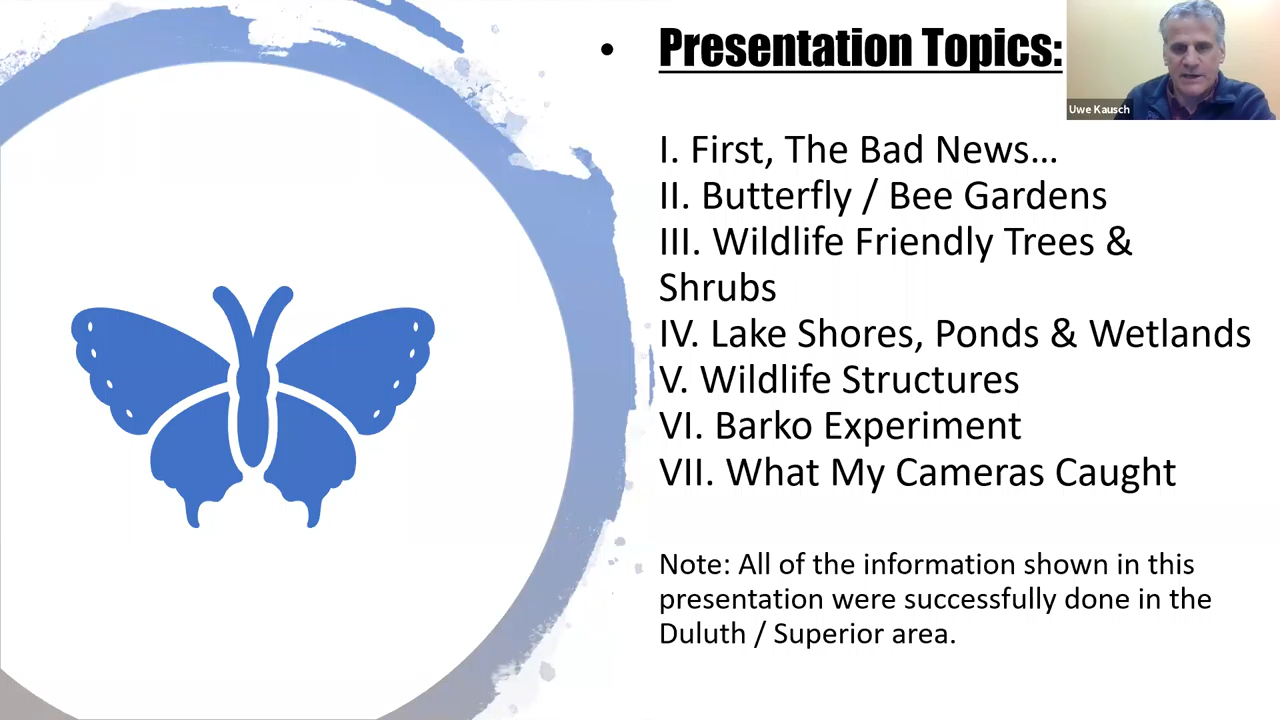 • Presentation Topics:
Uwe Kausch
I. First, The Bad News...
II. Butterfly / Bee Gardens
III. Wildlife Friendly Trees &
Shrubs
IV. Lake Shores, Ponds & Wetlands
V. Wildlife Structures
VI. Barko Experiment
VII. What My Cameras Caught
Note: All of the information shown in this
presentation were successfully done in the
Duluth / Superior area.